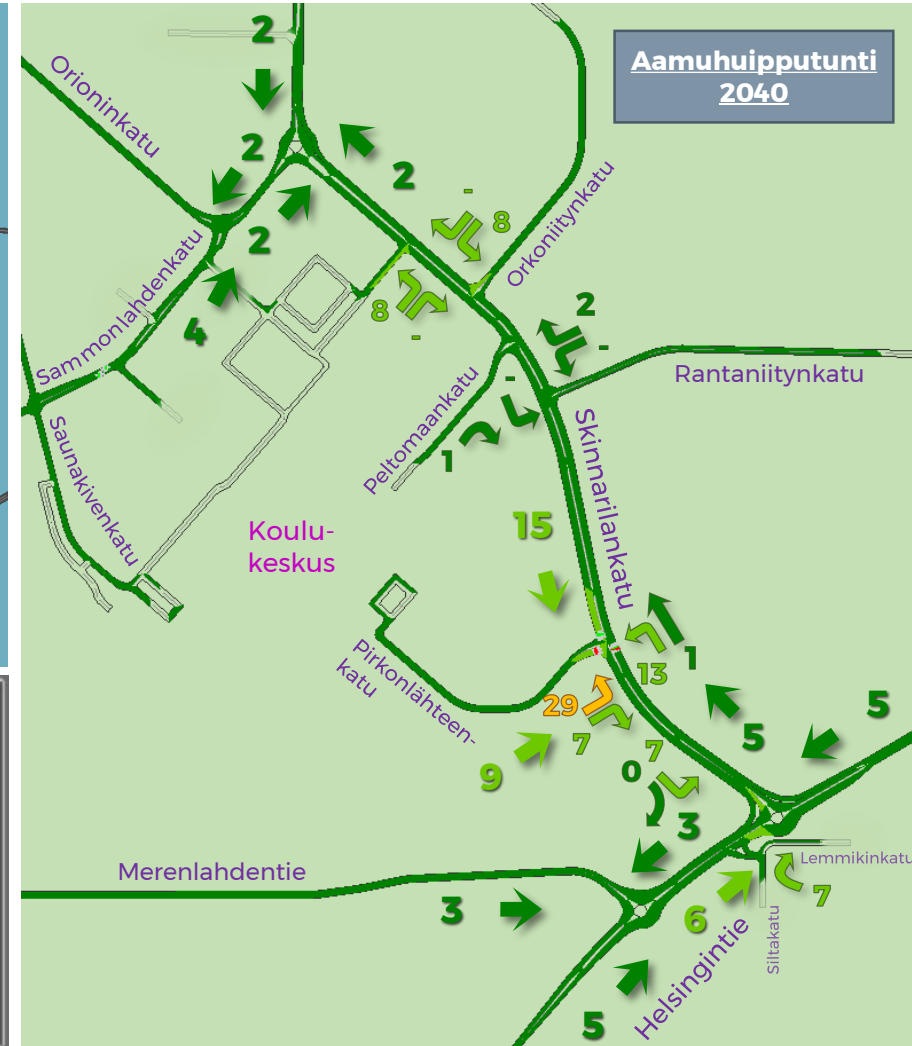 Aamuhuipputunti
2040
2
Orioninkatu
2
2
-
8
Orkoniitynkatu
2
Sammonlahdenkatu
4
8
-
2
-
Rantaniitynkatu
-
1
Peltomaankatu
Skinnarilankatu
Saunakivenkatu
Koulu-
keskus
15
Pirkonlähteen-
katu
1
13
29
7
9
7
0
5
5
3
Merenlahdentie
3
Lemmikinkatu
7
6
Siltakatu
Helsingintie
5